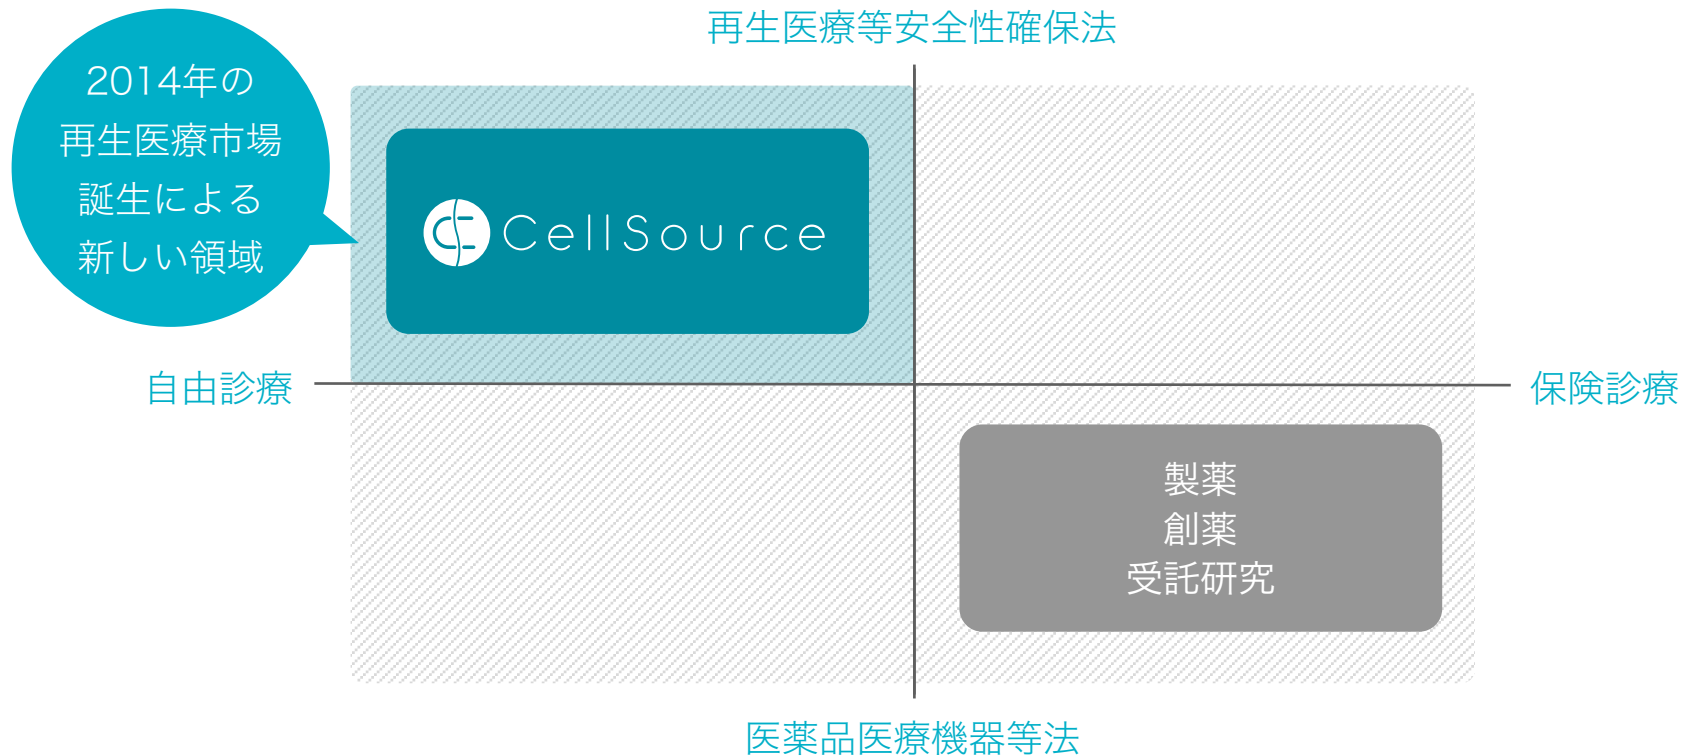 再生医療等安全性確保法
2014年の
再生医療市場
誕生による
新しい領域
CellSource
自由診療
保険診療
製薬
創薬
受託研究
医薬品医療機器等法